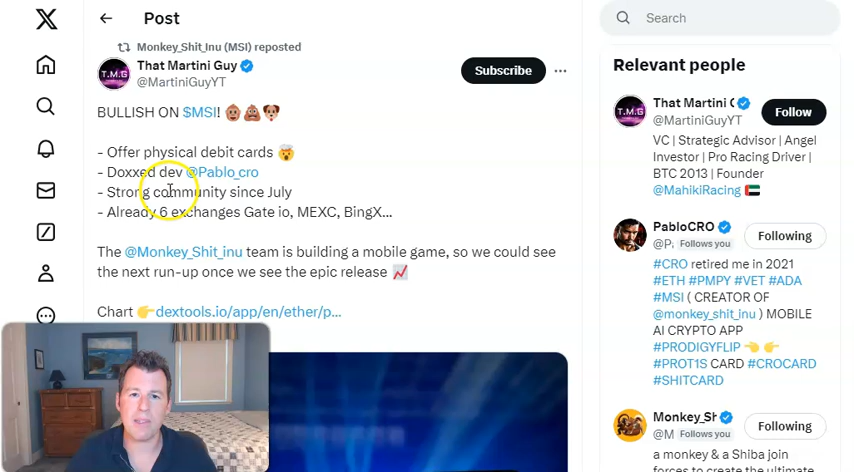 Post
Search
Monkey_Shit_Inu (MSI) reposted
That Martini Guy
@MartiniGuyYT
T.M.G
Subscribe
BULLISH ON $MSI!
- Offer physical debit cards
- Doxxed dev @Pablo_cro
- Strong community since July
- Already 6 exchanges Gate io, MEXC, BingX...
The @Monkey_Shit_inu team is building a mobile game, so we could see
the next run-up once we see the epic release
Chart dextools.io/app/en/ether/p...
Relevant people
T.M.G
That Martini G
@MartiniGuyYT
Follow
VC | Strategic Advisor | Angel
Investor | Pro Racing Driver |
BTC 2013 | Founder
@MahikiRacing
PabloCRO
@Pa Follows you
Following
#CRO retired me in 2021
#ETH #PMPY #VET #ADA
#MSI ( CREATOR OF
@monkey_shit_inu ) MOBILE
AI CRYPTO APP
#PRODIGYFLIP
#PROT1S CARD #CROCARD
#SHITCARD
Monkey_Sh
@M Follows you
Following
a monkey & a Shiba join
forces to create the ultimate